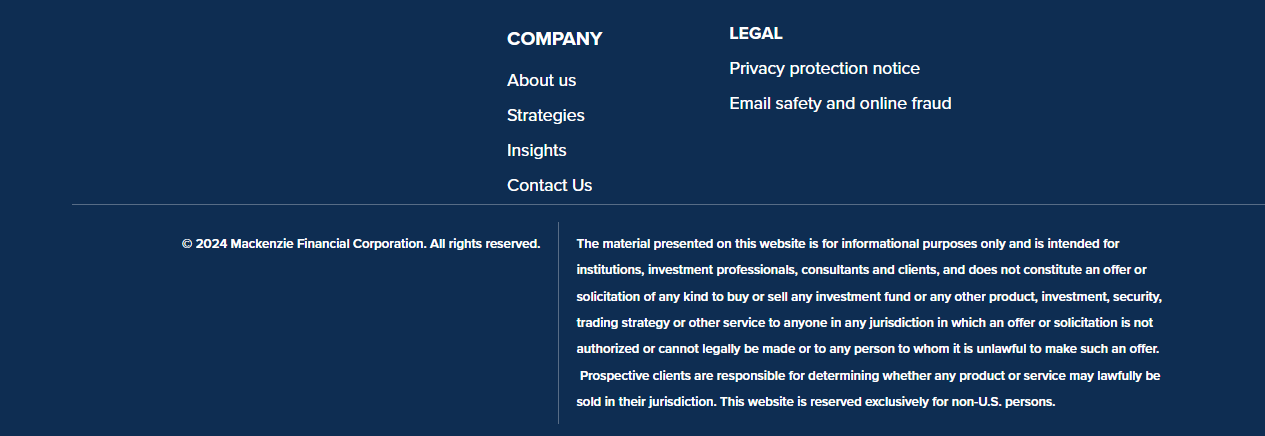 COMPANY
About us
Strategies
Insights
Contact Us
LEGAL
Privacy protection notice
Email safety and online fraud
© 2024 Mackenzie Financial Corporation. All rights reserved.
The material presented on this website is for informational purposes only and is intended for
institutions, investment professionals, consultants and clients, and does not constitute an offer or
solicitation of any kind to buy or sell any investment fund or any other product, investment, security,
trading strategy or other service to anyone in any jurisdiction in which an offer or solicitation is not
authorized or cannot legally be made or to any person to whom it is unlawful to make such an offer.
Prospective clients are responsible for determining whether any product or service may lawfully be
sold in their jurisdiction. This website is reserved exclusively for non-U.S. persons.